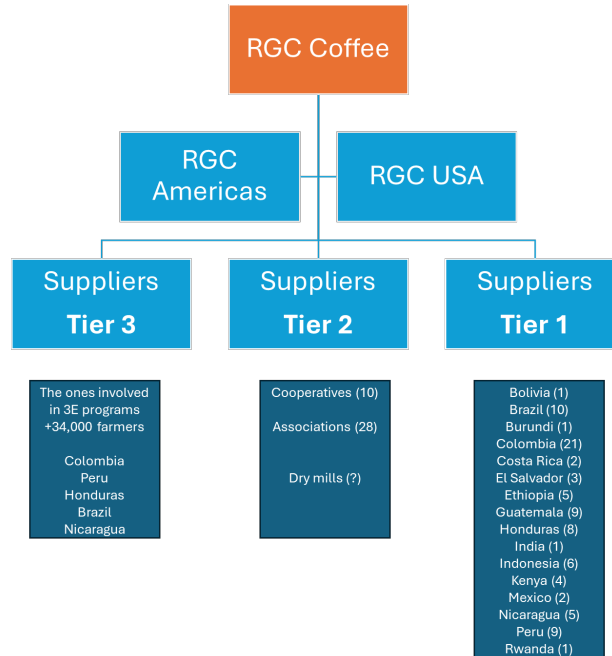 RGC Coffee
RGC
Americas
RGC USA
Suppliers
Tier 3
Suppliers
Tier 2
Suppliers
Tier 1
The ones involved
in 3E programs
+34,000 farmers
Colombia
Peru
Honduras
Brazil
Nicaragua
Cooperatives (10)
Associations (28)
Dry mills (?)
Bolivia (1)
Brazil (10)
Burundi (1)
Colombia (21)
Costa Rica (2)
El Salvador (3)
Ethiopia (5)
Guatemala (9)
Honduras (8)
India (1)
Indonesia (6)
Kenya (4)
Mexico (2)
Nicaragua (5)
Peru (9)
Rwanda (1)